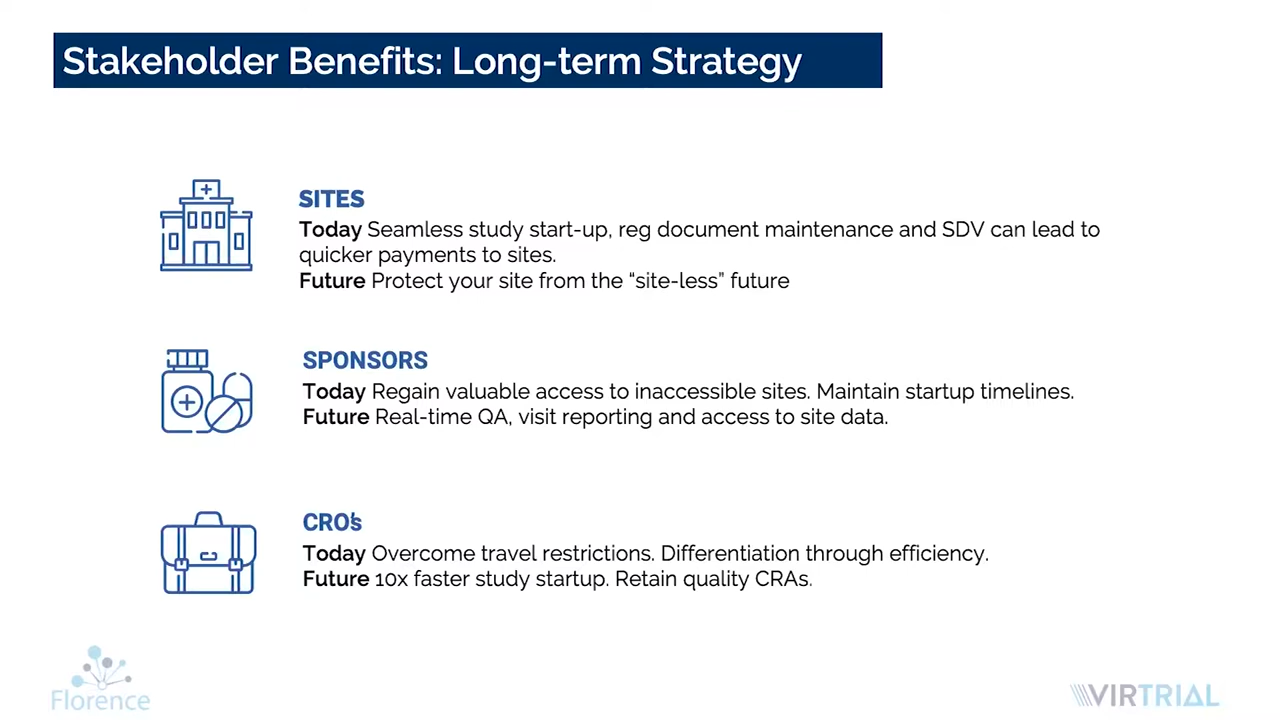 Stakeholder Benefits: Long-term Strategy
SITES
Today Seamless study start-up, reg document maintenance and SDV can lead to
quicker payments to sites.
Future Protect your site from the “site-less” future
SPONSORS
Today Regain valuable access to inaccessible sites. Maintain startup timelines.
Future Real-time QA, visit reporting and access to site data.
CRO's
Today Overcome travel restrictions. Differentiation through efficiency.
Future 10x faster study startup. Retain quality CRAs.
Florence
VIRTRIAL